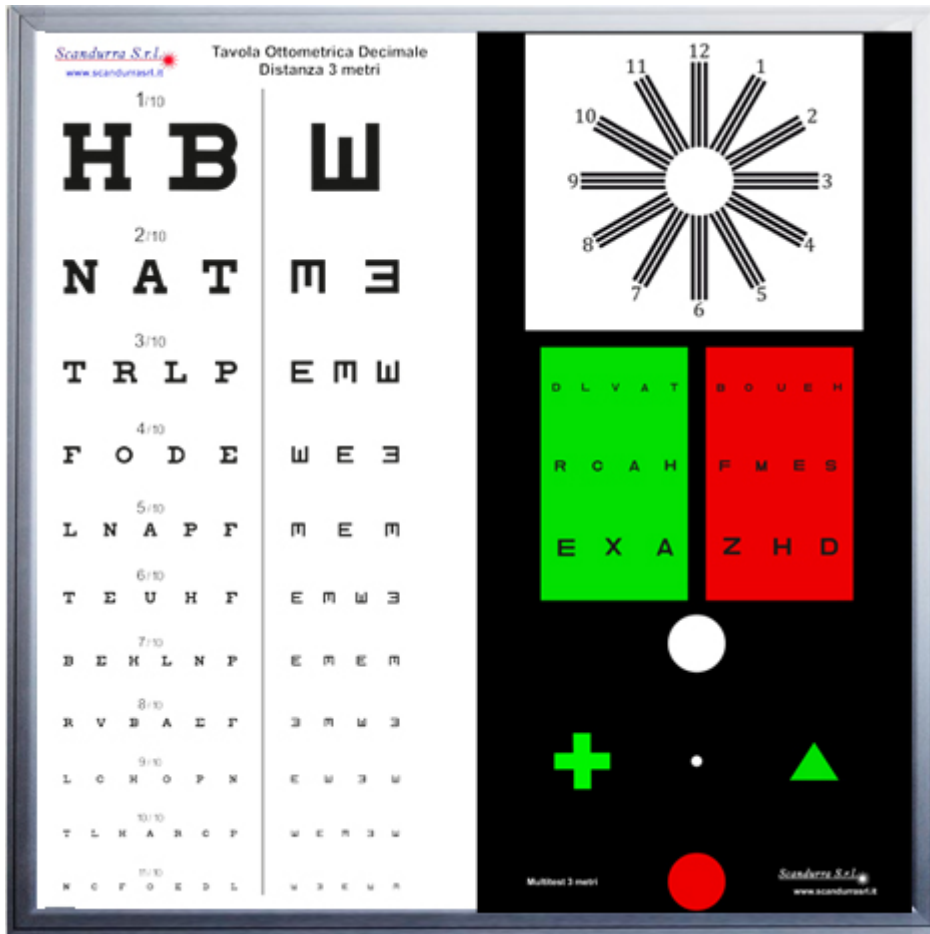 Scandurra S.r.l.
www.scandurrasrl.it
Tavola Ottometrica Decimale
Distanza 3 metri
1/10
H B
E
2/10
N A T
E E
3/10
T R L P
E E E
4/10
F O D E
E E E
5/10
L N A P F
E E E
6/10
T E U H F
E E E E
7/10
B E H L N P
E E E E
8/10
R V B A E F
E E E E
9/10
L C H O P N
E E E E
10/10
T L H A R C P
E E E E E
11/10
N C F O E D L
E E E E E
12
11 1
10 2
9 3
8 4
7 5
6
D L V A T
B O U E H
R C A H
F M E S
E X A
Z H D
Multitest 3 metri
Scandurra S.r.l.
www.scandurrasrl.it